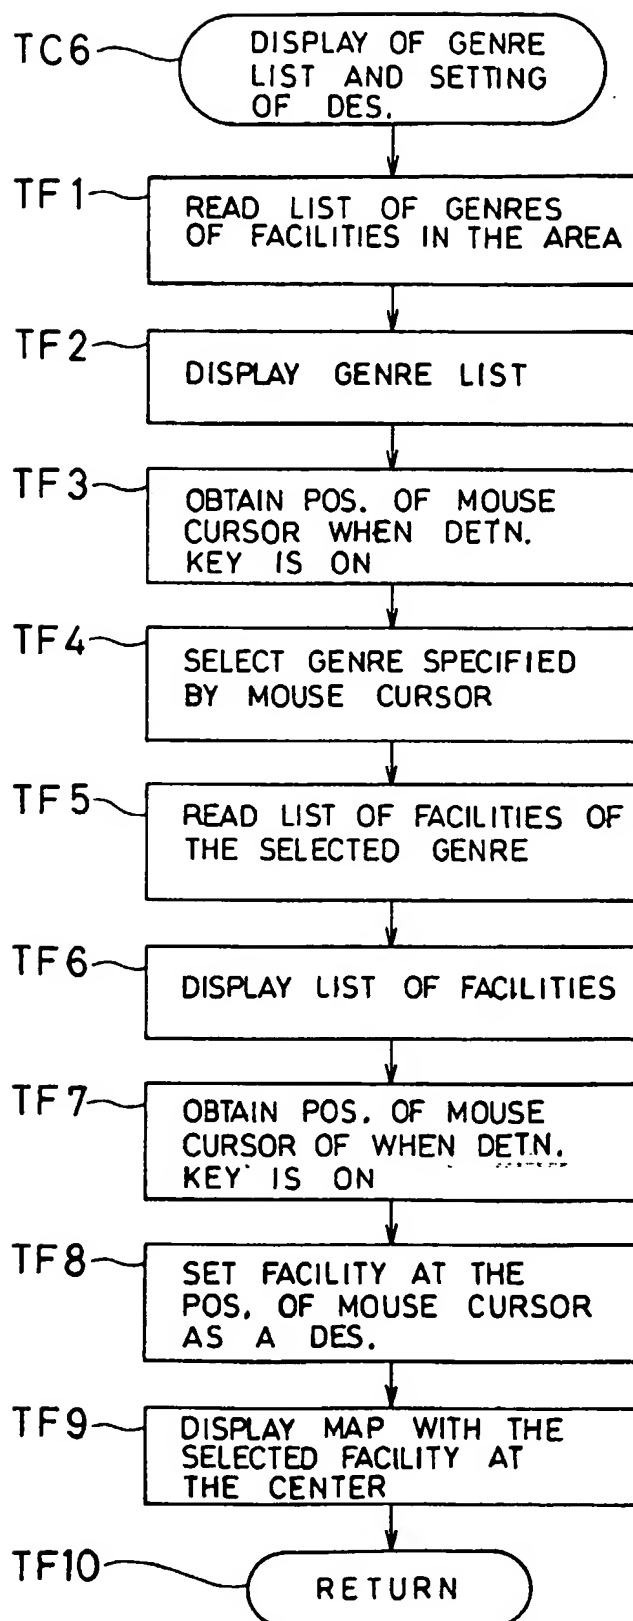 TC6
DISPLAY OF GENRE
LIST AND SETTING
OF DES.
TF1
READ LIST OF GENRES
OF FACILITIES IN THE AREA
TF2
DISPLAY GENRE LIST
TF3
OBTAIN POS. OF MOUSE
CURSOR WHEN DETN.
KEY IS ON
TF4
SELECT GENRE SPECIFIED
BY MOUSE CURSOR
TF5
READ LIST OF FACILITIES OF
THE SELECTED GENRE
TF6
DISPLAY LIST OF FACILITIES
TF7
OBTAIN POS. OF MOUSE
CURSOR OF WHEN DETN.
KEY IS ON
TF8
SET FACILITY AT THE
POS. OF MOUSE CURSOR
AS A DES.
TF9
DISPLAY MAP WITH THE
SELECTED FACILITY AT
THE CENTER
TF10
RETURN